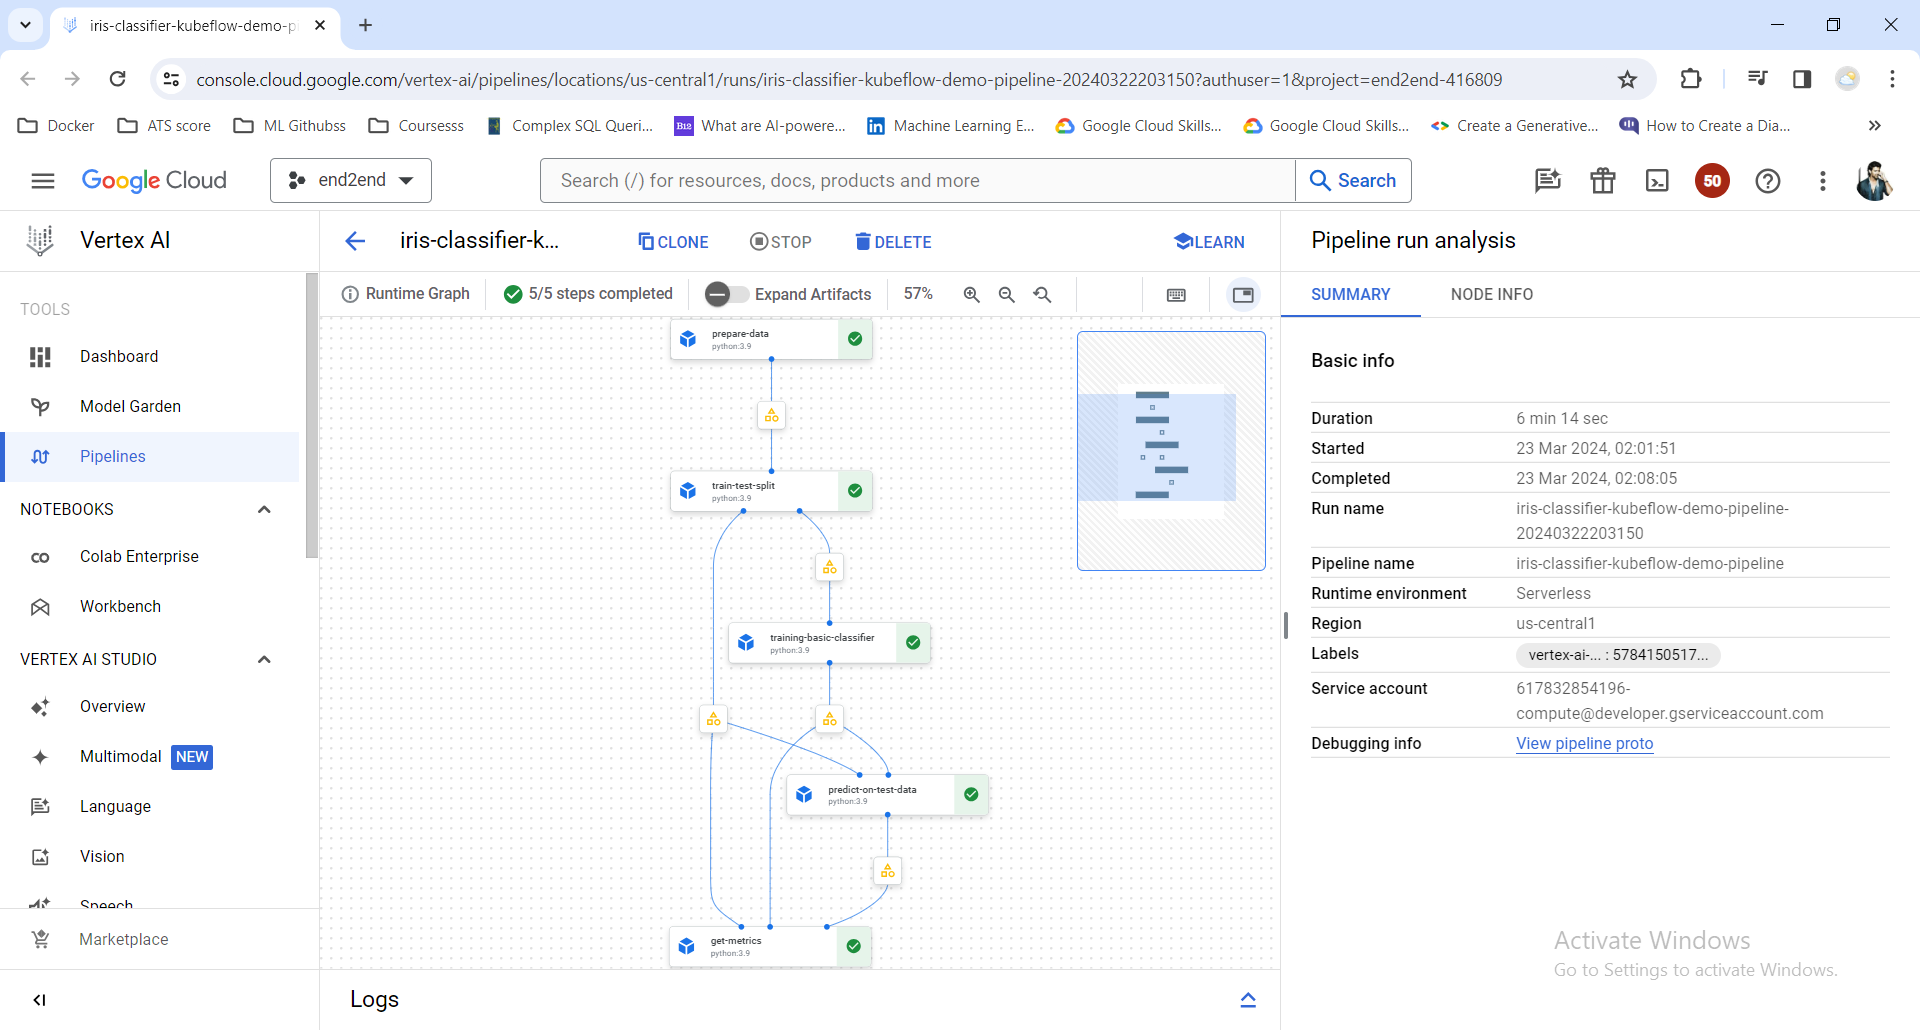 iris-classifier-kubeflow-demo-p
console.cloud.google.com/vertex-ai/pipelines/locations/us-central1/runs/iris-classifier-kubeflow-demo-pipeline-20240322203150?authuser=1&project=end2end-416809
Docker ATS score ML Githubss Coursesss Complex SQL Queri... B12 What are AI-powere... Machine Learning E... Google Cloud Skills... Google Cloud Skills... Create a Generative... How to Create a Dia...
Google Cloud end2end Search (/) for resources, docs, products and more Search 50
Vertex AI
iris-classifier-k... CLONE STOP DELETE LEARN
Pipeline run analysis
Runtime Graph 5/5 steps completed Expand Artifacts 57%
SUMMARY NODE INFO
TOOLS
Dashboard
Model Garden
Pipelines
NOTEBOOKS
Colab Enterprise
Workbench
VERTEX AI STUDIO
Overview
Multimodal NEW
Language
Vision
Speech
Marketplace
prepare-data
python:3.9
train-test-split
python:3.9
training-basic-classifier
python:3.9
predict-on-test-data
python:3.9
get-metrics
python:3.9
Logs
Basic info
Duration 6 min 14 sec
Started 23 Mar 2024, 02:01:51
Completed 23 Mar 2024, 02:08:05
Run name iris-classifier-kubeflow-demo-pipeline-
20240322203150
Pipeline name iris-classifier-kubeflow-demo-pipeline
Runtime environment Serverless
Region us-central1
Labels vertex-ai-... : 5784150517...
Service account 617832854196-
compute@developer.gserviceaccount.com
Debugging info View pipeline proto
Activate Windows
Go to Settings to activate Windows.